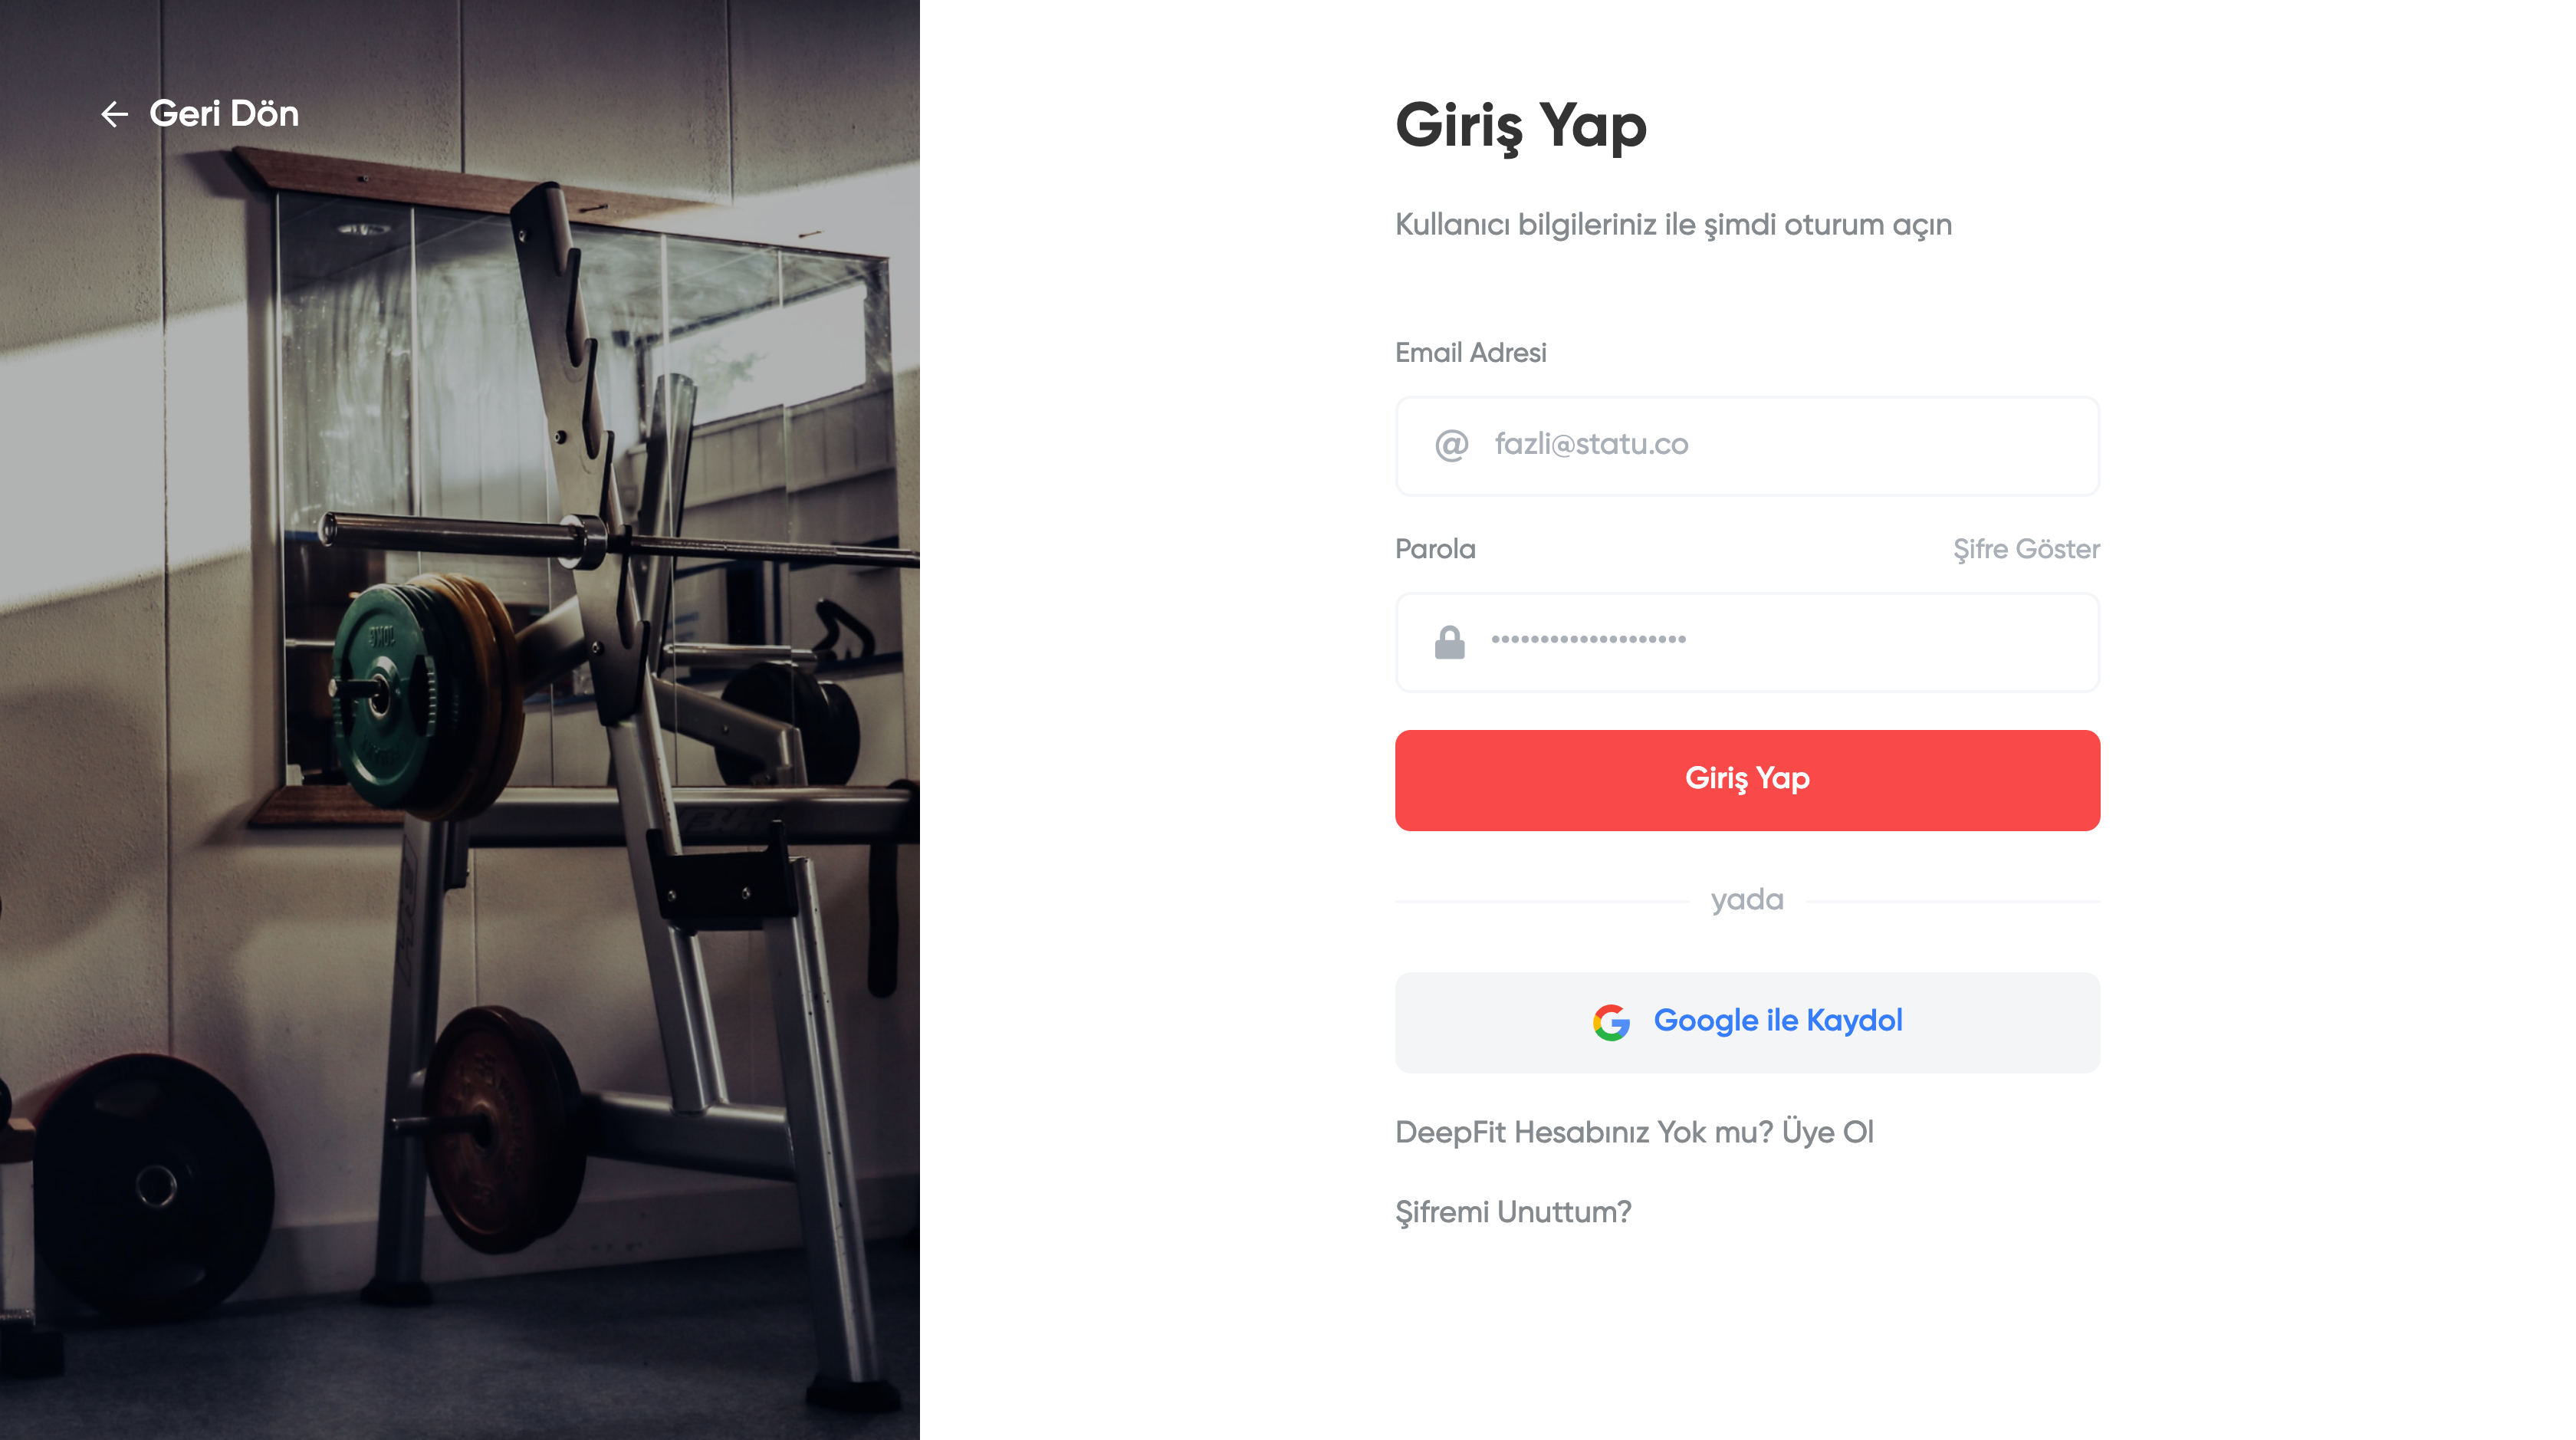 Geri Dön
Giriş Yap
Kullanıcı bilgileriniz ile şimdi oturum açın
Email Adresi
@ fazli@statu.co
Parola
Şifre Göster
Giriş Yap
yada
Google ile Kaydol
DeepFit Hesabınız Yok mu? Üye Ol
Şifremi Unuttum?